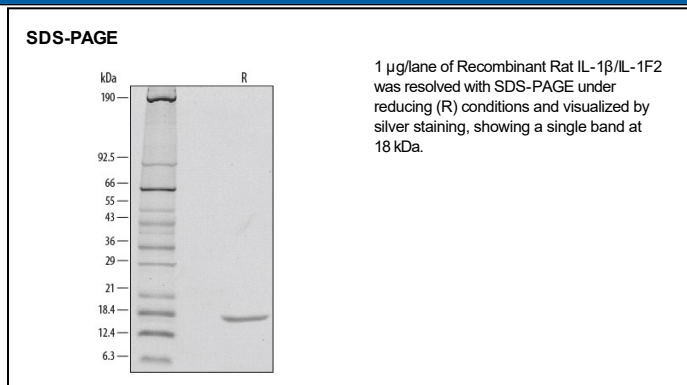 SDS-PAGE
kDa
R
190
92.5
66
55
43
36
29
21
18.4
12.4
6.3
1 µg/lane of Recombinant Rat IL-1β/IL-1F2
was resolved with SDS-PAGE under
reducing (R) conditions and visualized by
silver staining, showing a single band at
18 kDa.